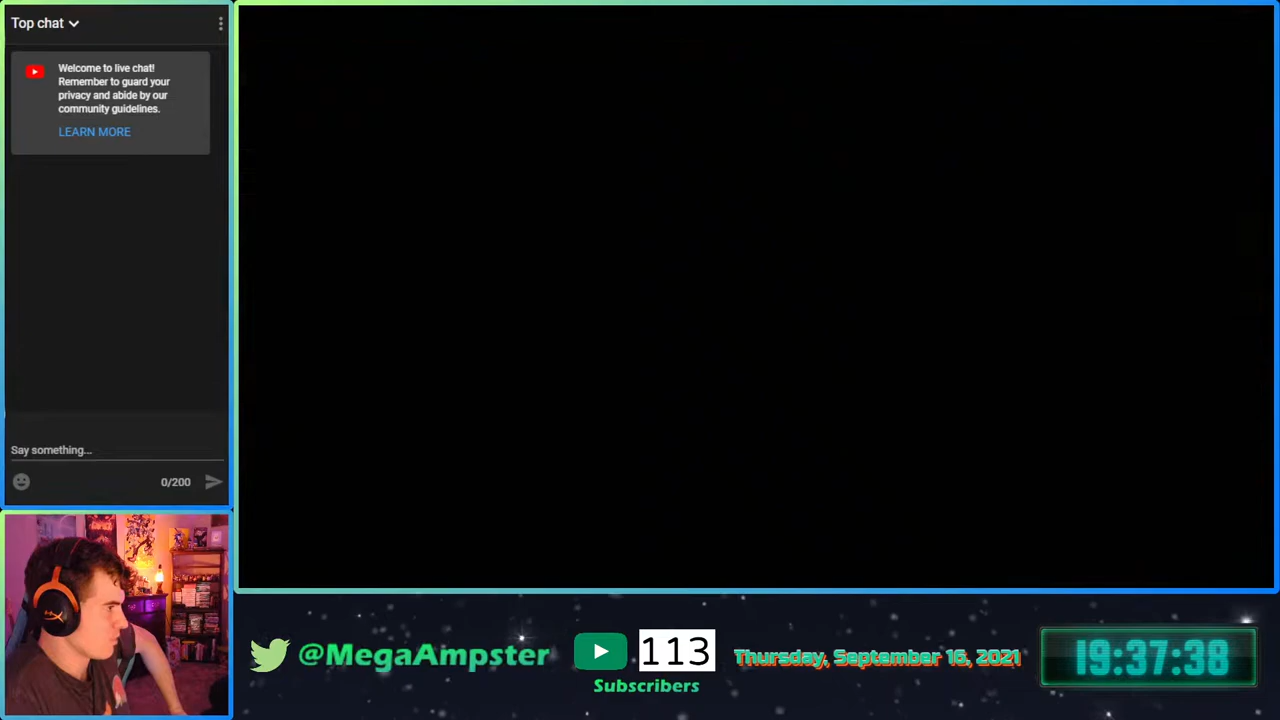 Top chat
Welcome to live chat!
Remember to guard your
privacy and abide by our
community guidelines.
LEARN MORE
Say something...
0/200
@MegaAmpster
113
Subscribers
Thursday, September 16, 2021
19:37:38